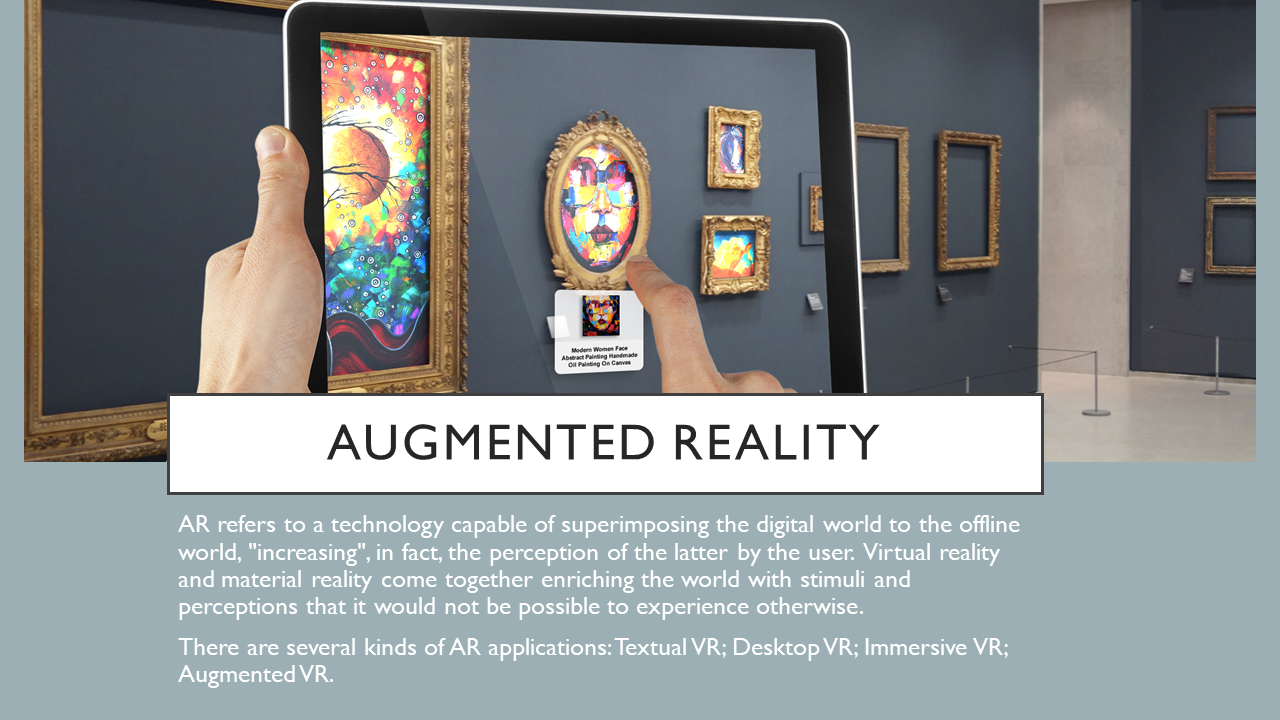 Modern Women Face
Abstract Painting Handmade
Oil Painting On Canvas
AUGMENTED REALITY
AR refers to a technology capable of superimposing the digital world to the offline
world, "increasing", in fact, the perception of the latter by the user. Virtual reality
and material reality come together enriching the world with stimuli and
perceptions that it would not be possible to experience otherwise.
There are several kinds of AR applications: Textual VR; Desktop VR; Immersive VR;
Augmented VR.